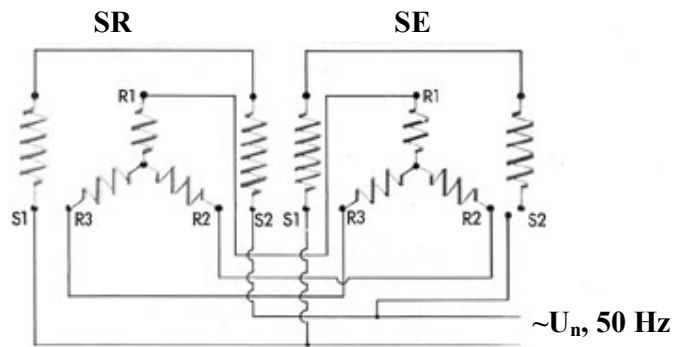 SR SE
R1 R1
S1 R3 R2 S2 S1 R3 R2 S2
~Uₙ, 50 Hz